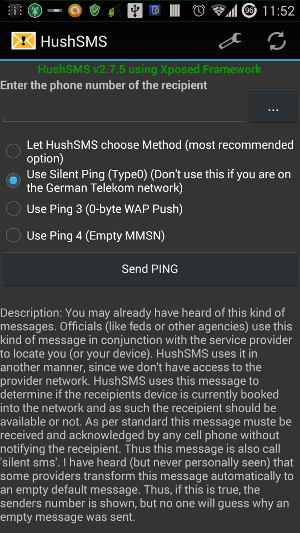 96 11:52
HushSMS
HushSMS v2.7.5 using Xposed Framework
Enter the phone number of the recipient
...
Let HushSMS choose Method (most recommended
option)
Use Silent Ping (Type0) (Don't use this if you are on
the German Telekom network)
Use Ping 3 (0-byte WAP Push)
Use Ping 4 (Empty MMSN)
Send PING
Description: You may already have heard of this kind of
messages. Officials (like feds or other agencies) use this
kind of message in conjunction with the service provider
to locate you (or your device). HushSMS uses it in
another manner, since we don't have access to the
provider network. HushSMS uses this message to
determine if the receipients device is currently booked
into the network and as such the receipient should be
available or not. As per standard this message muste be
received and acknowledged by any cell phone without
notifying the receipient. Thus this message is also call
'silent sms'. I have heard (but never personally seen) that
some providers transform this message automatically to
an empty default message. Thus, if this is true, the
senders number is shown, but no one will guess why an
empty message was sent.